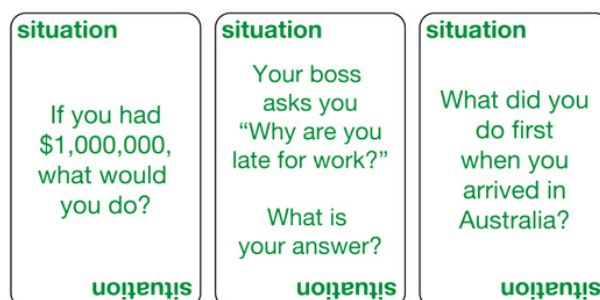 situation
If you had
$1,000,000,
what would
you do?
situation
situation
Your boss
asks you
“Why are you
late for work?”
What is
your answer?
situation
situation
What did you
do first
when you
arrived in
Australia?
situation